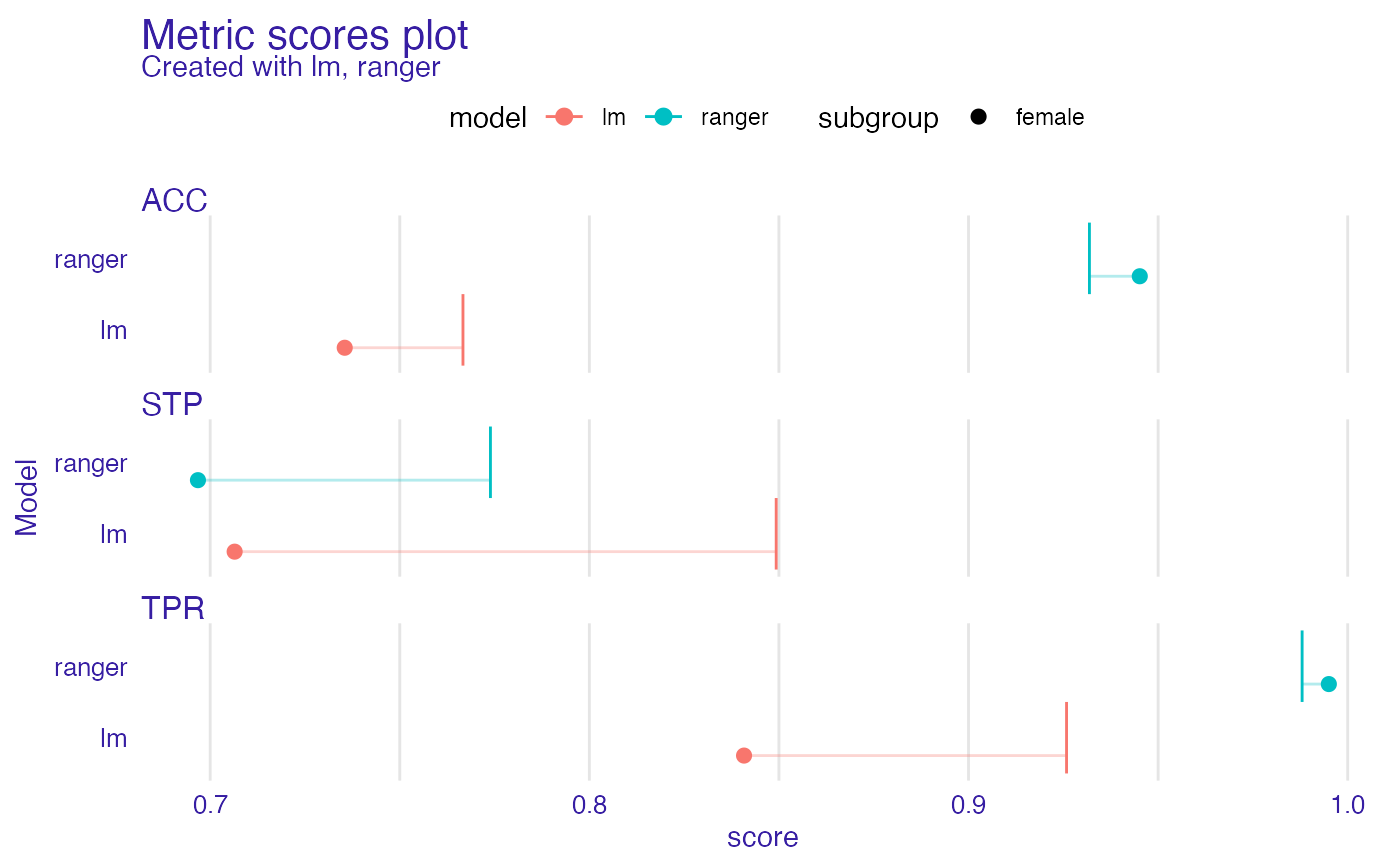 Metric scores plot
Created with lm, ranger
model lm ranger subgroup female
ACC
ranger
lm
STP
ranger
lm
TPR
ranger
lm
Model
0.7 0.8 0.9 1.0
score